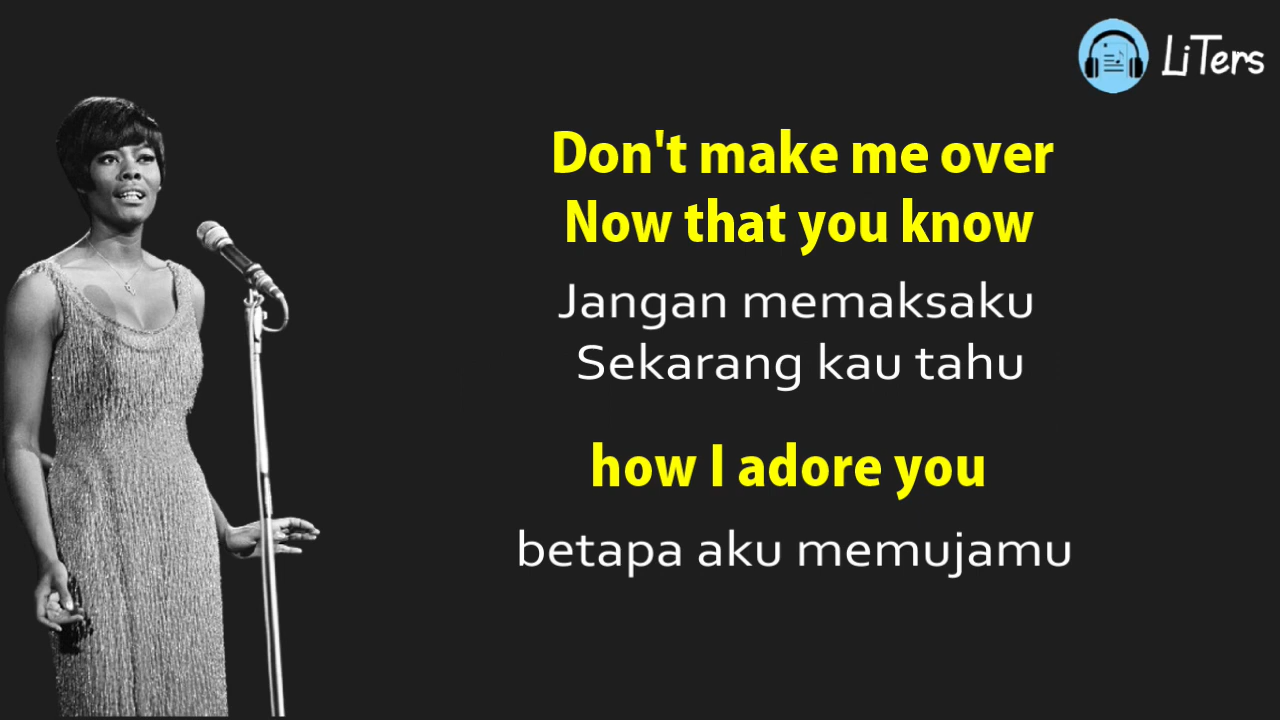 LiTers
Don't make me over
Now that you know
Jangan memaksaku
Sekarang kau tahu
how I adore you
betapa aku memujamu